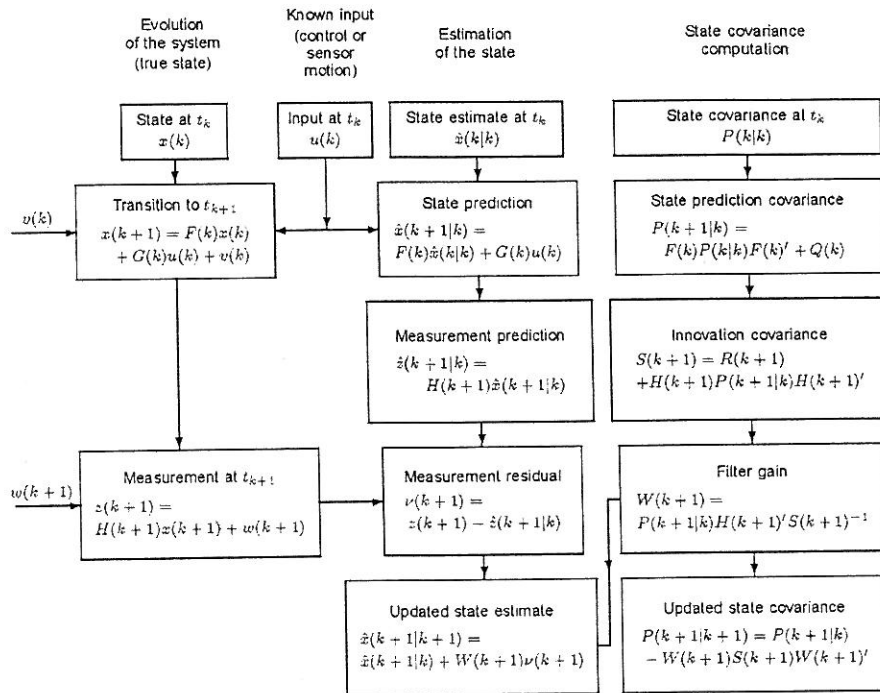 Evolution
of the system
(true state)
Known input
(control or
sensor
motion)
Estimation
of the state
State covariance
computation
State at t_k
x(k)
Input at t_k
u(k)
State estimate at t_k
x̂(k|k)
State covariance at t_k
P(k|k)
v(k)
Transition to t_{k+1}
x(k+1) = F(k)x(k)
+ G(k)u(k) + v(k)
State prediction
x̂(k+1|k) =
F(k)x̂(k|k) + G(k)u(k)
State prediction covariance
P(k+1|k) =
F(k)P(k|k)F(k)′ + Q(k)
Measurement prediction
ẑ(k+1|k) =
H(k+1)x̂(k+1|k)
Innovation covariance
S(k+1) = R(k+1)
+H(k+1)P(k+1|k)H(k+1)′
w(k+1)
Measurement at t_{k+1}
z(k+1) =
H(k+1)x(k+1) + w(k+1)
Measurement residual
ν(k+1) =
z(k+1) − ẑ(k+1|k)
Filter gain
W(k+1) =
P(k+1|k)H(k+1)′S(k+1)⁻¹
Updated state estimate
x̂(k+1|k+1) =
x̂(k+1|k) + W(k+1)ν(k+1)
Updated state covariance
P(k+1|k+1) = P(k+1|k)
− W(k+1)S(k+1)W(k+1)′